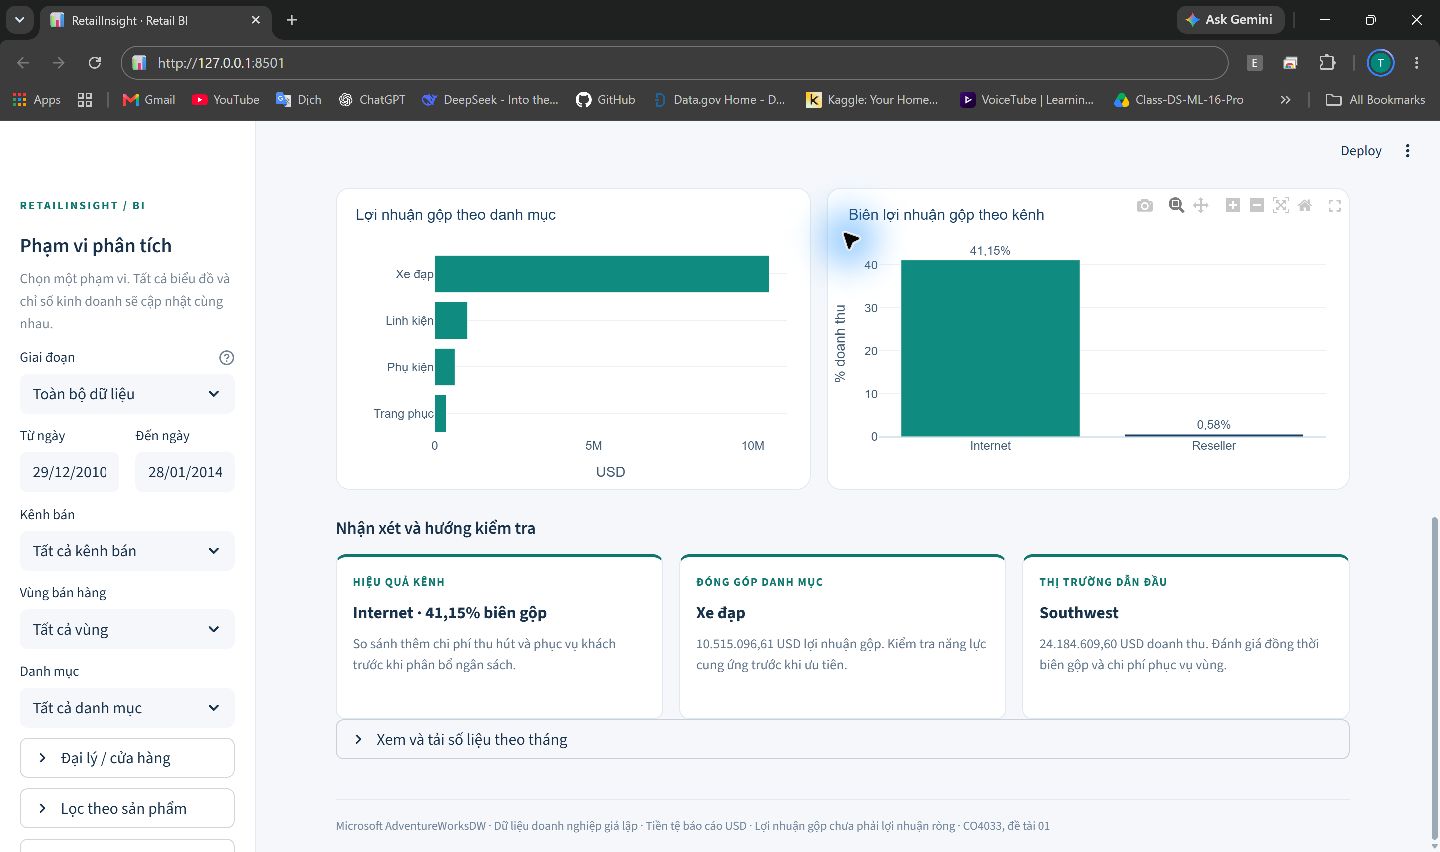 RetailInsight · Retail BI
Ask Gemini
http://127.0.0.1:8501
E
T
Apps
Gmail
YouTube
Dịch
ChatGPT
DeepSeek - Into the...
GitHub
Data.gov Home - D...
Kaggle: Your Home...
VoiceTube | Learnin...
Class-DS-ML-16-Pro
All Bookmarks
Deploy
RETAILINSIGHT / BI
Phạm vi phân tích
Chọn một phạm vi. Tất cả biểu đồ và
chỉ số kinh doanh sẽ cập nhật cùng
nhau.
Giai đoạn
Toàn bộ dữ liệu
Từ ngày
Đến ngày
29/12/2010
28/01/2014
Kênh bán
Tất cả kênh bán
Vùng bán hàng
Tất cả vùng
Danh mục
Tất cả danh mục
Đại lý / cửa hàng
Lọc theo sản phẩm
Lợi nhuận gộp theo danh mục
Xe đạp
Linh kiện
Phụ kiện
Trang phục
0
5M
10M
USD
Biên lợi nhuận gộp theo kênh
41,15%
40
30
20
10
0
% doanh thu
0,58%
Internet
Reseller
Nhận xét và hướng kiểm tra
HIỆU QUẢ KÊNH
Internet · 41,15% biên gộp
So sánh thêm chi phí thu hút và phục vụ khách
trước khi phân bổ ngân sách.
ĐÓNG GÓP DANH MỤC
Xe đạp
10.515.096,61 USD lợi nhuận gộp. Kiểm tra năng lực
cung ứng trước khi ưu tiên.
THỊ TRƯỜNG DẪN ĐẦU
Southwest
24.184.609,60 USD doanh thu. Đánh giá đồng thời
biên gộp và chi phí phục vụ vùng.
Xem và tải số liệu theo tháng
Microsoft AdventureWorksDW · Dữ liệu doanh nghiệp giả lập · Tiền tệ báo cáo USD · Lợi nhuận gộp chưa phải lợi nhuận ròng · CO4033, đề tài 01